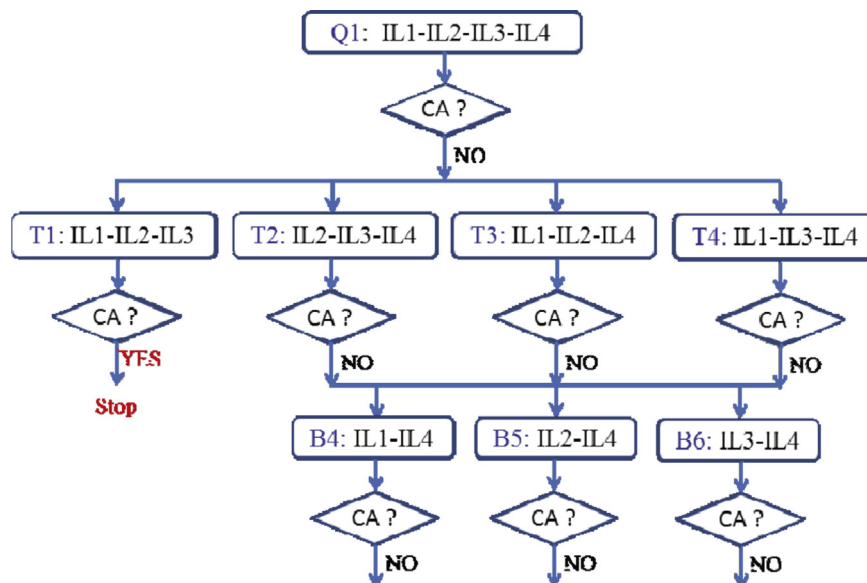 Q1: IL1-IL2-IL3-IL4
CA ?
NO
T1: IL1-IL2-IL3
T2: IL2-IL3-IL4
T3: IL1-IL2-IL4
T4: IL1-IL3-IL4
CA ?
CA ?
CA ?
CA ?
YES
NO
NO
NO
Stop
B4: IL1-IL4
B5: IL2-IL4
B6: IL3-IL4
CA ?
CA ?
CA ?
NO
NO
NO